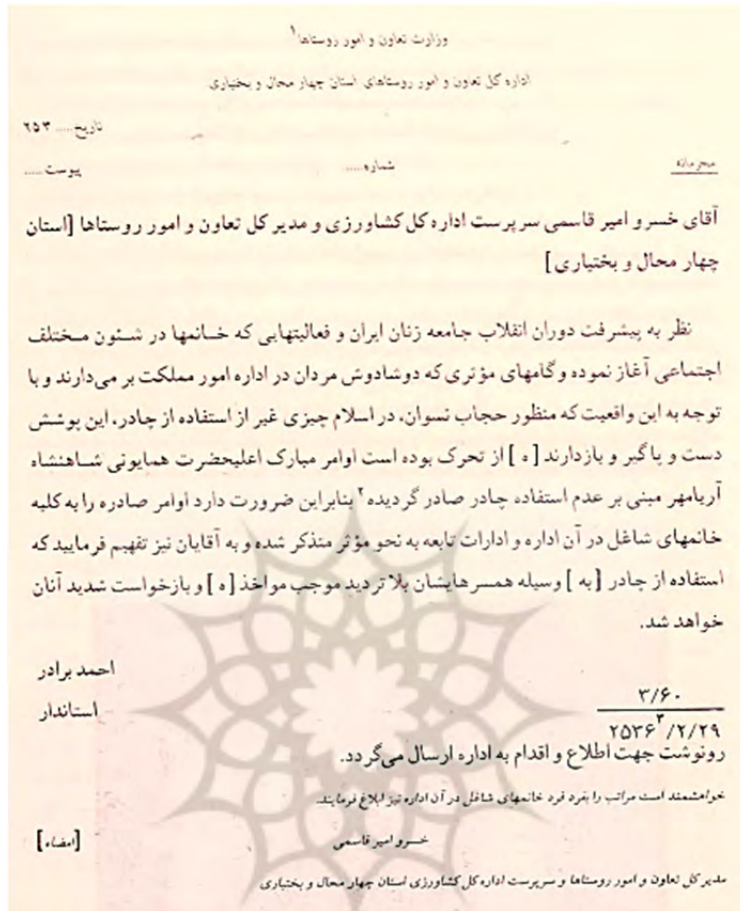 وزارت تعاون و امور روستاها۱
اداره کل تعاون و امور روستاهای استان چهار محال و بختیاری
تاریخ..... ۲۵۳
محرمانه شماره..... پیوست.....
آقای خسرو امیر قاسمی سرپرست اداره کل کشاورزی و مدیر کل تعاون و امور روستاها [استان
چهار محال و بختیاری]
نظر به پیشرفت دوران انقلاب جامعه زنان ایران و فعالیتهایی که خانمها در شئون مختلف
اجتماعی آغاز نموده و گامهای مؤثری که دوشادوش مردان در اداره امور مملکت بر می‌دارند و با
توجه به این واقعیت که منظور حجاب نسوان، در اسلام چیزی غیر از استفاده از چادر، این پوشش
دست و پاگیر و بازدارند [ه] از تحرک بوده است اوامر مبارک اعلیحضرت همایونی شاهنشاه
آریامهر مبنی بر عدم استفاده چادر صادر گردیده۲ بنابراین ضرورت دارد اوامر صادره را به کلیه
خانمهای شاغل در آن اداره و ادارات تابعه به نحو مؤثر متذکر شده و به آقایان نیز تفهیم فرمایید که
استفاده از چادر [به] وسیله همسرهایشان بلا تردید موجب مواخذ [ه] و بازخواست شدید آنان
خواهد شد.
احمد برادر
استاندار
۳/۶۰
۲۵۳۶۳/۲/۲۹
رونوشت جهت اطلاع و اقدام به اداره ارسال می‌گردد.
خواهشمند است مراتب را بفرد فرد خانمهای شاغل در آن اداره نیز ابلاغ فرمایند.
خسرو امیر قاسمی [امضاء]
مدیر کل تعاون و امور روستاها و سرپرست اداره کل کشاورزی استان چهار محال و بختیاری